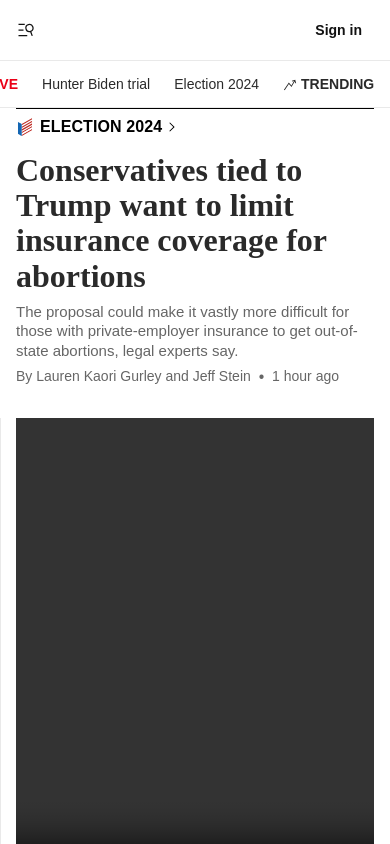 Sign in
VE
Hunter Biden trial
Election 2024
TRENDING
ELECTION 2024
Conservatives tied to
Trump want to limit
insurance coverage for
abortions
The proposal could make it vastly more difficult for
those with private-employer insurance to get out-of-
state abortions, legal experts say.
By Lauren Kaori Gurley and Jeff Stein • 1 hour ago